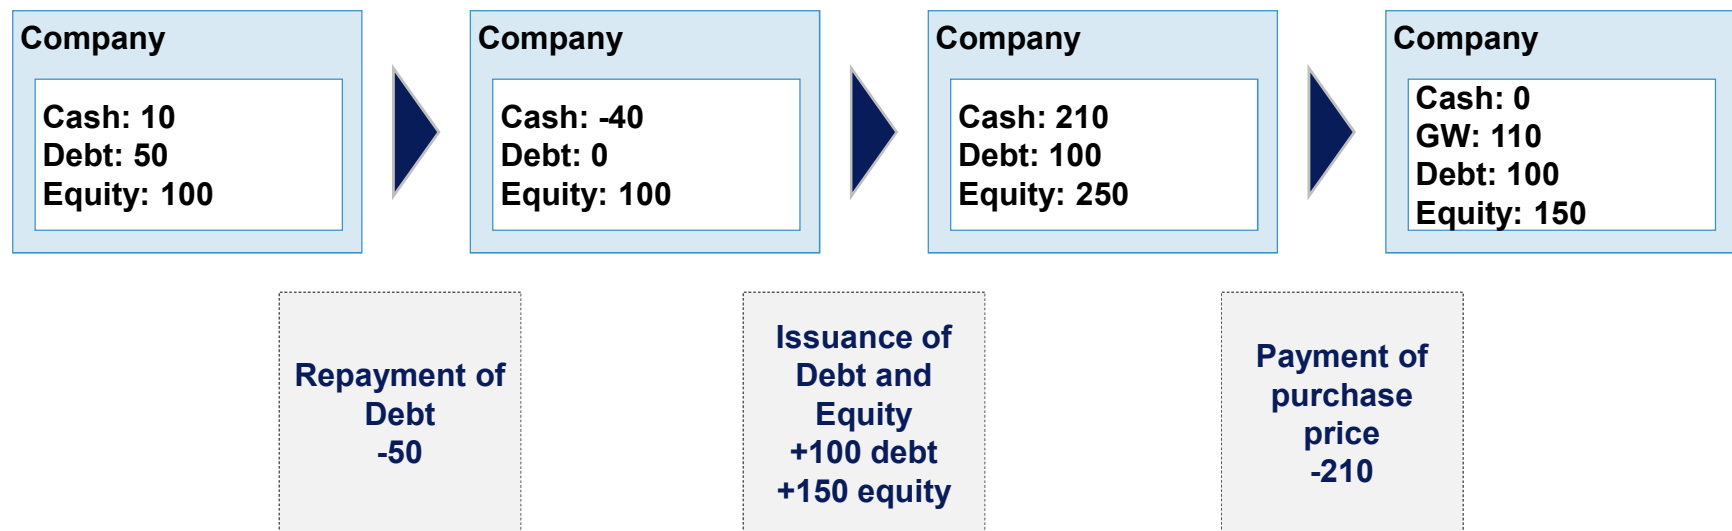 Company
Cash: 10
Debt: 50
Equity: 100
Company
Cash: -40
Debt: 0
Equity: 100
Company
Cash: 210
Debt: 100
Equity: 250
Company
Cash: 0
GW: 110
Debt: 100
Equity: 150
Repayment of
Debt
-50
Issuance of
Debt and
Equity
+100 debt
+150 equity
Payment of
purchase
price
-210